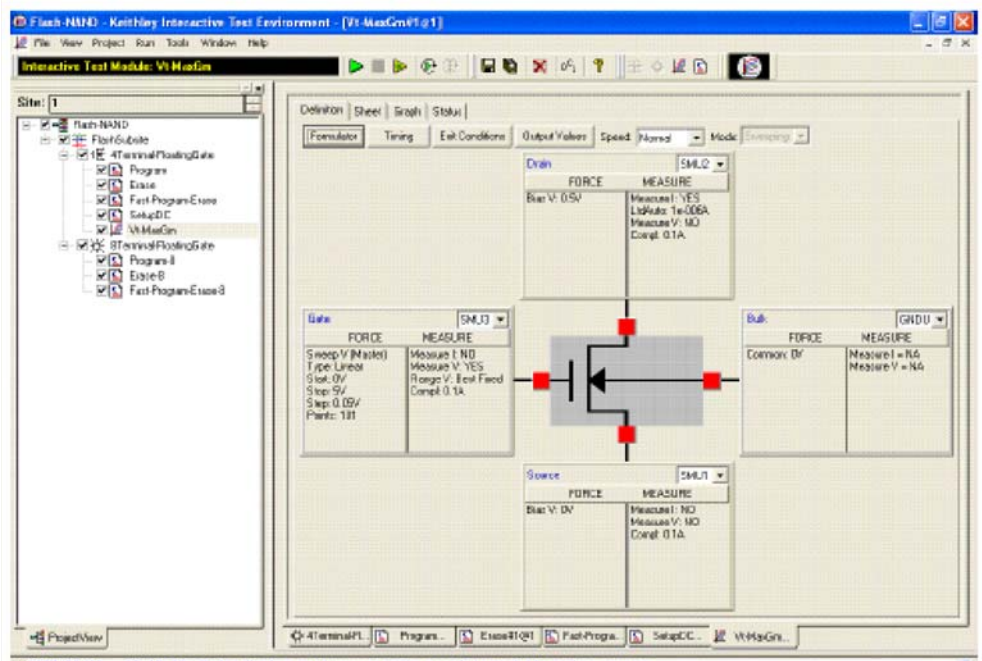 Flash-NAND - Keithley Interactive Test Environment - [Vt-MaxGm#1@1]
File View Project Run Tools Window Help
Interactive Test Module: Vt-MaxGm
Site: 1
Flash-NAND
FlashSubsite
4Terminal-FloatingGate
Program
Erase
Fast-Program-Erase
SetupDC
Vt-MaxGm
8Terminal-FloatingGate
Program-8
Erase-8
Fast-Program-Erase-8
ProjectView
Definition Sheet Graph Status
Formulator Timing Exit Conditions Output Values Speed: Normal Mode: Sweeping
Drain SMU2
FORCE MEASURE
Bias V: 0.5V
Measure I: YES
LtdAuto: 1e-006A
Measure V: NO
Compl: 0.1A
Gate SMU3
FORCE MEASURE
Sweep V (Master)
Type: Linear
Start: 0V
Stop: 5V
Step: 0.05V
Points: 101
Measure I: NO
Measure V: YES
Range V: Best Fixed
Compl: 0.1A
Bulk GNDU
FORCE MEASURE
Common: 0V
Measure I = NA
Measure V = NA
Source SMU1
FORCE MEASURE
Bias V: 0V
Measure I: NO
Measure V: NO
Compl: 0.1A
4Terminal-Fl... Program... Erase#1@1 Fast-Progra... SetupDC... Vt-MaxGm...